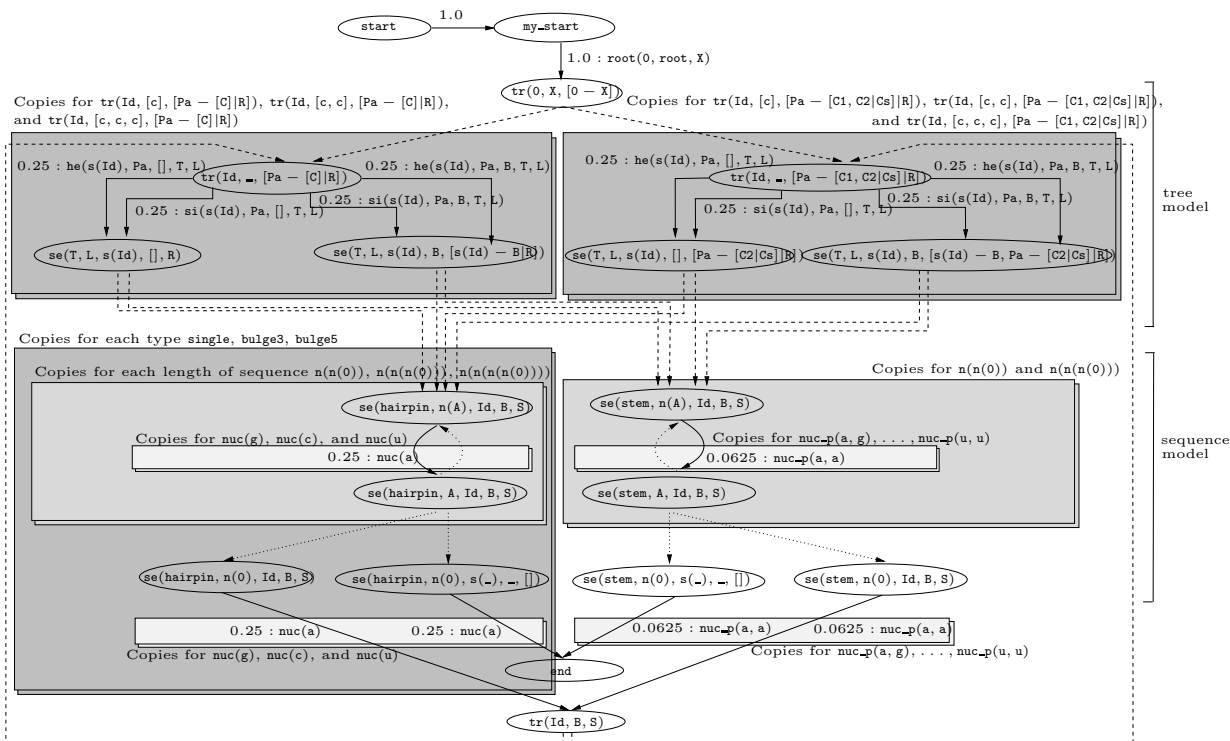 start
1.0
my_start
1.0 : root(0, root, X)
tr(0, X, [0 − X])
Copies for tr(Id, [c], [Pa − [C]|R]), tr(Id, [c, c], [Pa − [C]|R]),
and tr(Id, [c, c, c], [Pa − [C]|R])
Copies for tr(Id, [c], [Pa − [C1, C2|Cs]|R]), tr(Id, [c, c], [Pa − [C1, C2|Cs]|R]),
and tr(Id, [c, c, c], [Pa − [C1, C2|Cs]|R])
0.25 : he(s(Id), Pa, [], T, L)
0.25 : he(s(Id), Pa, B, T, L)
tr(Id, _, [Pa − [C]|R])
0.25 : si(s(Id), Pa, B, T, L)
0.25 : si(s(Id), Pa, [], T, L)
se(T, L, s(Id), [], R)
se(T, L, s(Id), B, [s(Id) − B|R])
0.25 : he(s(Id), Pa, [], T, L)
0.25 : he(s(Id), Pa, B, T, L)
tr(Id, _, [Pa − [C1, C2|Cs]|R])
0.25 : si(s(Id), Pa, B, T, L)
0.25 : si(s(Id), Pa, [], T, L)
se(T, L, s(Id), [], [Pa − [C2|Cs]|R])
se(T, L, s(Id), B, [s(Id) − B, Pa − [C2|Cs]|R])
tree
model
Copies for each type single, bulge3, bulge5
Copies for each length of sequence n(n(0)), n(n(n(0))), n(n(n(n(0))))
Copies for n(n(0)) and n(n(n(0)))
se(hairpin, n(A), Id, B, S)
se(stem, n(A), Id, B, S)
Copies for nuc(g), nuc(c), and nuc(u)
0.25 : nuc(a)
Copies for nuc_p(a, g), . . . , nuc_p(u, u)
0.0625 : nuc_p(a, a)
sequence
model
se(hairpin, A, Id, B, S)
se(stem, A, Id, B, S)
se(hairpin, n(0), Id, B, S)
se(hairpin, n(0), s(_), _, [])
se(stem, n(0), s(_), _, [])
se(stem, n(0), Id, B, S)
0.25 : nuc(a)
0.25 : nuc(a)
0.0625 : nuc_p(a, a)
0.0625 : nuc_p(a, a)
Copies for nuc(g), nuc(c), and nuc(u)
Copies for nuc_p(a, g), . . . , nuc_p(u, u)
end
tr(Id, B, S)